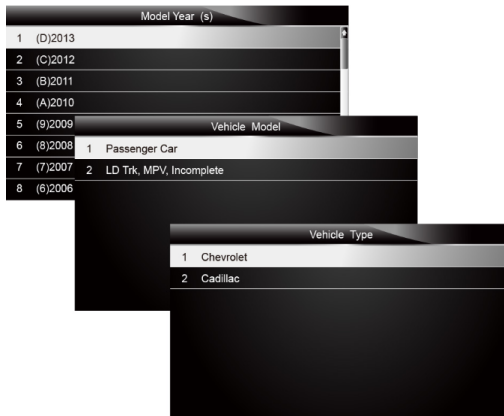 Model Year (s)
1 (D)2013
2 (C)2012
3 (B)2011
4 (A)2010
5 (9)2009
6 (8)2008
7 (7)2007
8 (6)2006
Vehicle Model
1 Passenger Car
2 LD Trk, MPV, Incomplete
Vehicle Type
1 Chevrolet
2 Cadillac